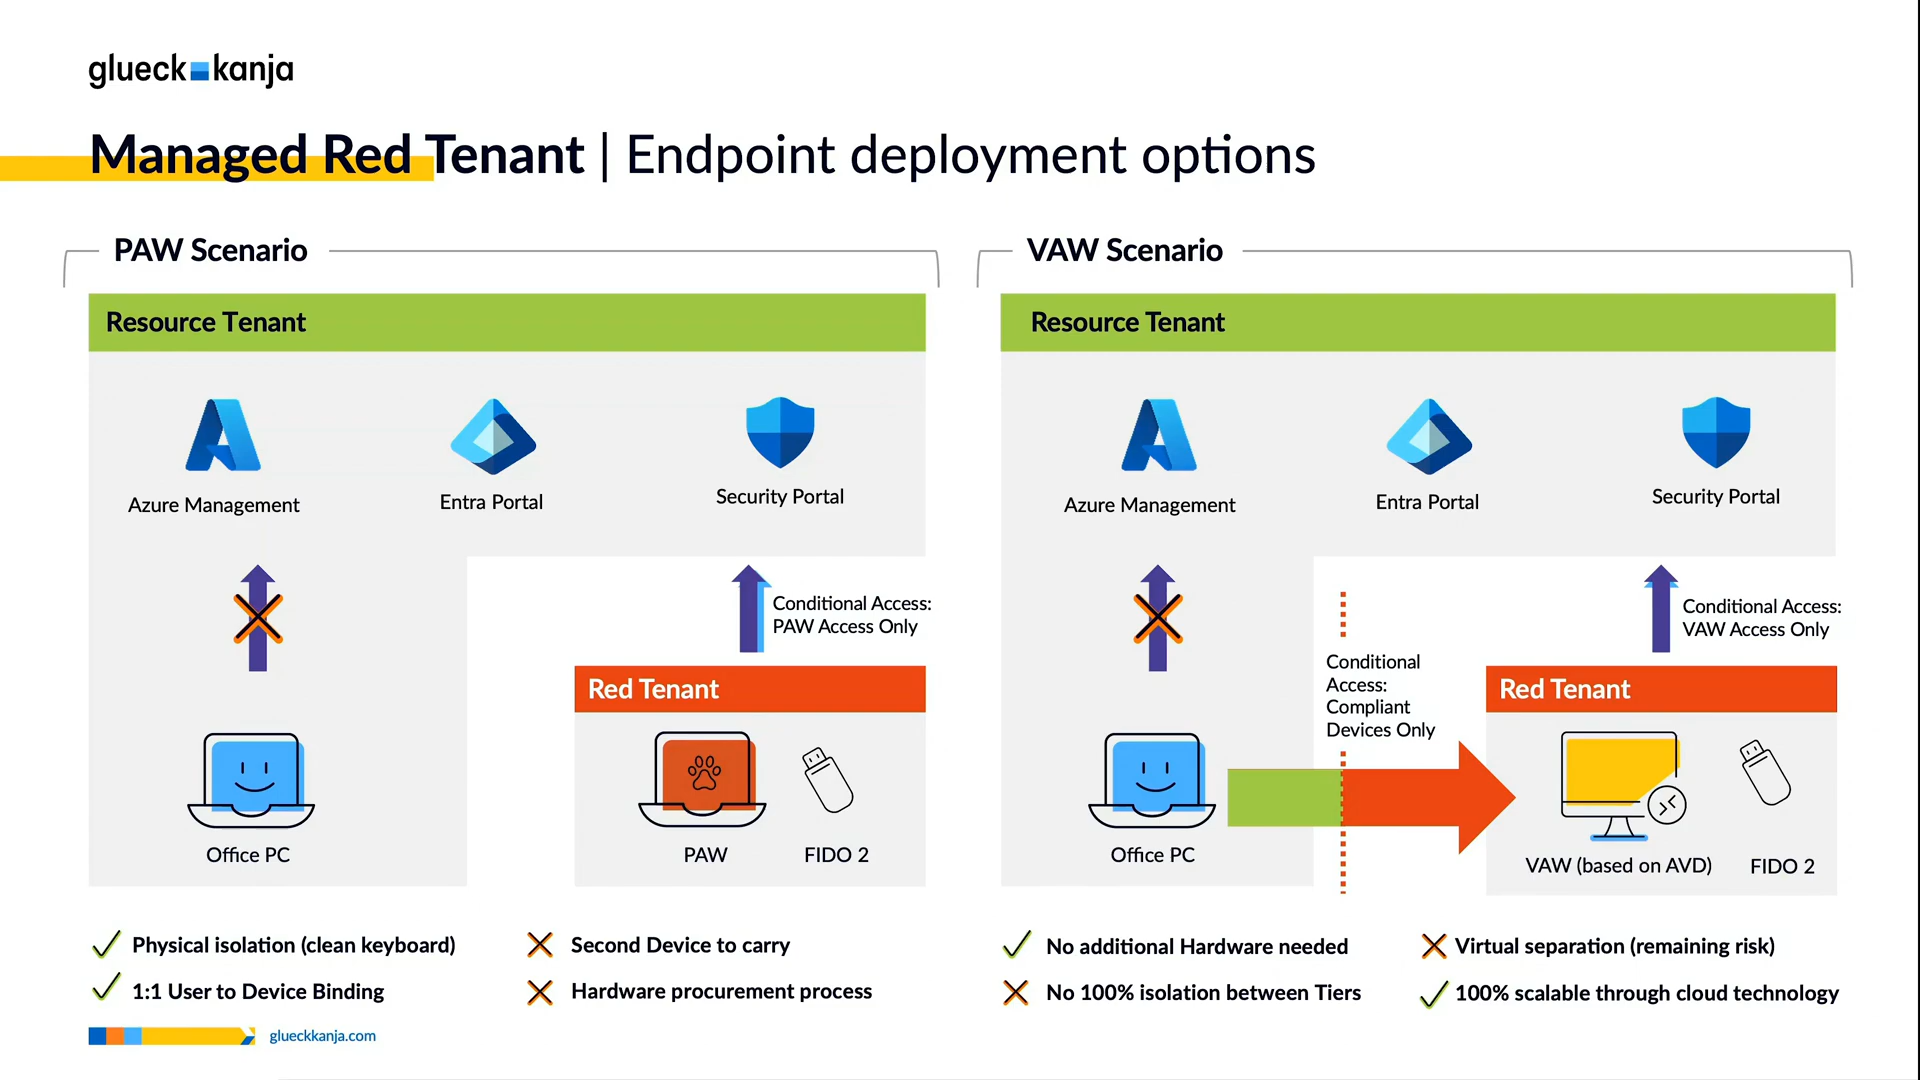 glueck kanja
Managed Red Tenant | Endpoint deployment options
PAW Scenario
Resource Tenant
Azure Management
Entra Portal
Security Portal
Conditional Access:
PAW Access Only
Red Tenant
Office PC
PAW
FIDO 2
Physical isolation (clean keyboard)
1:1 User to Device Binding
Second Device to carry
Hardware procurement process
VAW Scenario
Resource Tenant
Azure Management
Entra Portal
Security Portal
Conditional Access:
VAW Access Only
Conditional
Access:
Compliant
Devices Only
Red Tenant
Office PC
VAW (based on AVD)
FIDO 2
No additional Hardware needed
No 100% isolation between Tiers
Virtual separation (remaining risk)
100% scalable through cloud technology
glueckkanja.com